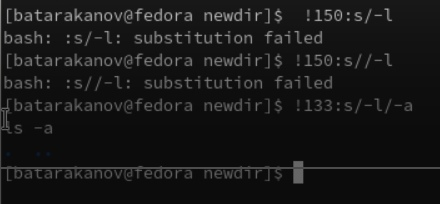 [batarakanov@fedora newdir]$  !150:s/-l
bash: :s/-l: substitution failed
[batarakanov@fedora newdir]$ !150:s//-l
bash: :s//-l: substitution failed
[batarakanov@fedora newdir]$ !133:s/-l/-a
ls -a
.  ..
[batarakanov@fedora newdir]$